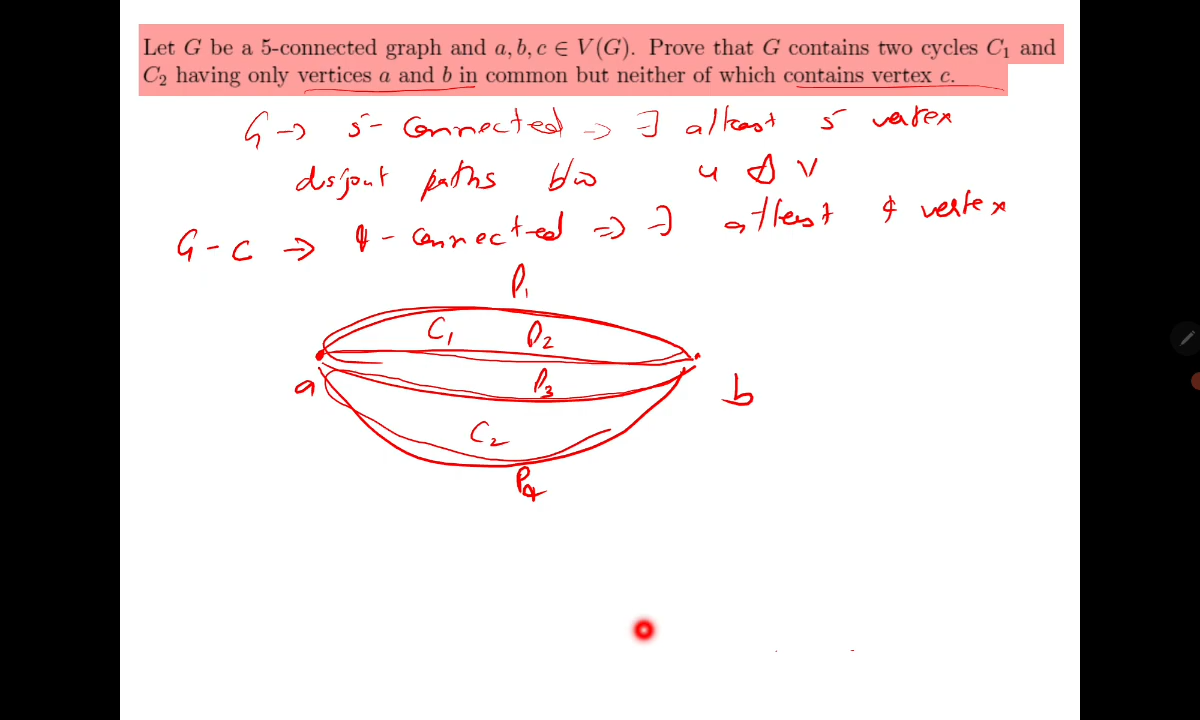 Let G be a 5-connected graph and a, b, c ∈ V(G). Prove that G contains two cycles C₁ and
C₂ having only vertices a and b in common but neither of which contains vertex c.
G → 5- Connected => ∃ atleast 5 vertex
disjoint paths b/w u & v
G - c → 4 - connected => ∃ atleast 4 vertex
P₁
C₁ P₂
a P₃ b
C₂
P₄